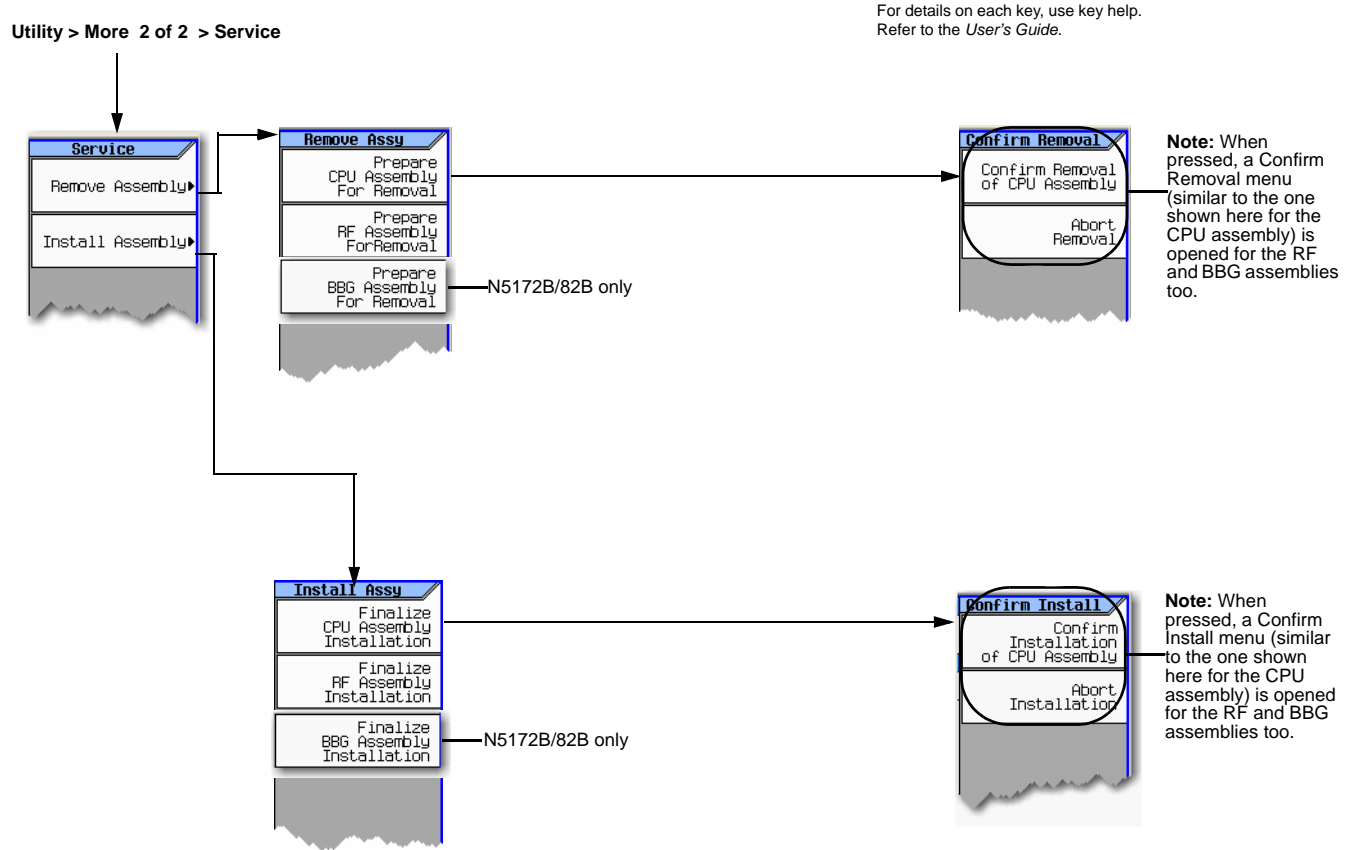 For details on each key, use key help.
Refer to the User's Guide.
Utility > More 2 of 2 > Service
Service
Remove Assembly
Install Assembly
Remove Assy
Prepare
CPU Assembly
For Removal
Prepare
RF Assembly
ForRemoval
Prepare
BBG Assembly
For Removal
N5172B/82B only
Confirm Removal
Confirm Removal
of CPU Assembly
Abort
Removal
Note: When
pressed, a Confirm
Removal menu
(similar to the one
shown here for the
CPU assembly) is
opened for the RF
and BBG assemblies
too.
Install Assy
Finalize
CPU Assembly
Installation
Finalize
RF Assembly
Installation
Finalize
BBG Assembly
Installation
N5172B/82B only
Confirm Install
Confirm
Installation
of CPU Assembly
Abort
Installation
Note: When
pressed, a Confirm
Install menu (similar
to the one shown
here for the CPU
assembly) is opened
for the RF and BBG
assemblies too.